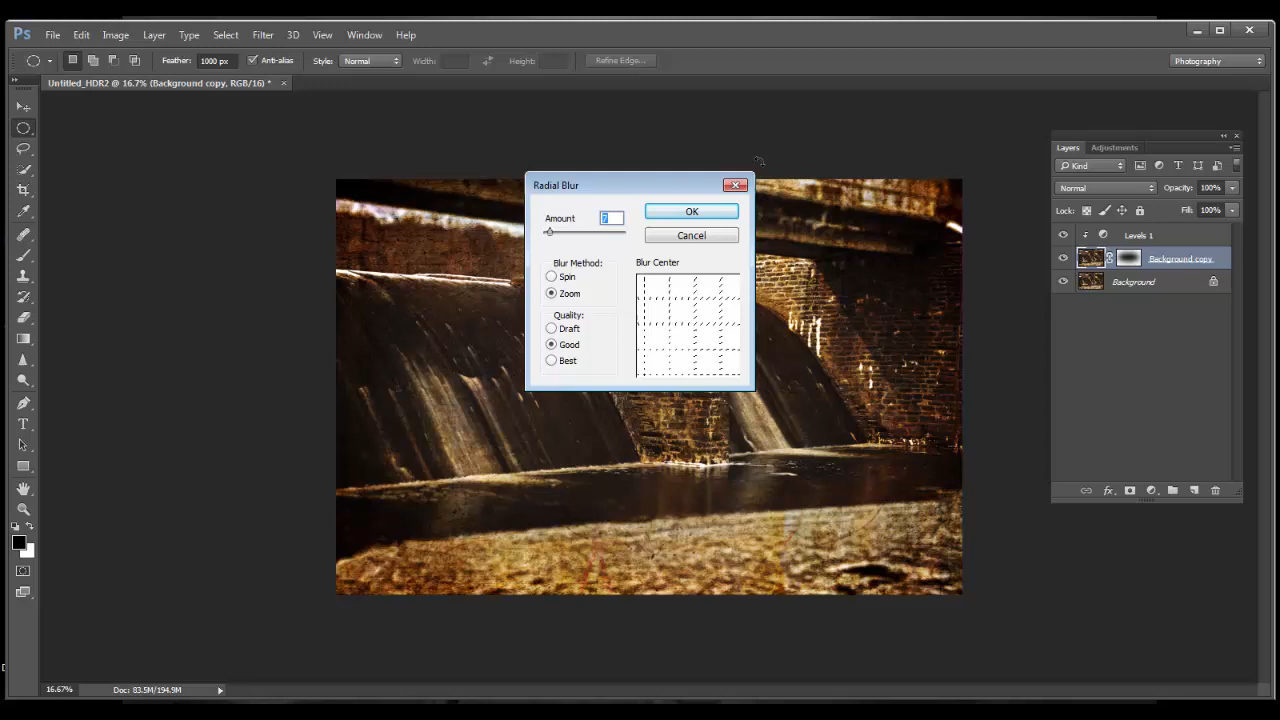 Ps File Edit Image Layer Type Select Filter 3D View Window Help
Feather: 1000 px Anti-alias Style: Normal Width: Height: Refine Edge... Photography
Untitled_HDR2 @ 16.7% (Background copy, RGB/16) * ×
Radial Blur
Amount 7 OK
Cancel
Blur Method: Blur Center
Spin
Zoom
Quality:
Draft
Good
Best
Layers Adjustments
Kind
Normal Opacity: 100%
Lock: Fill: 100%
Levels 1
Background copy
Background
fx
16.67% Doc: 83.5M/194.9M